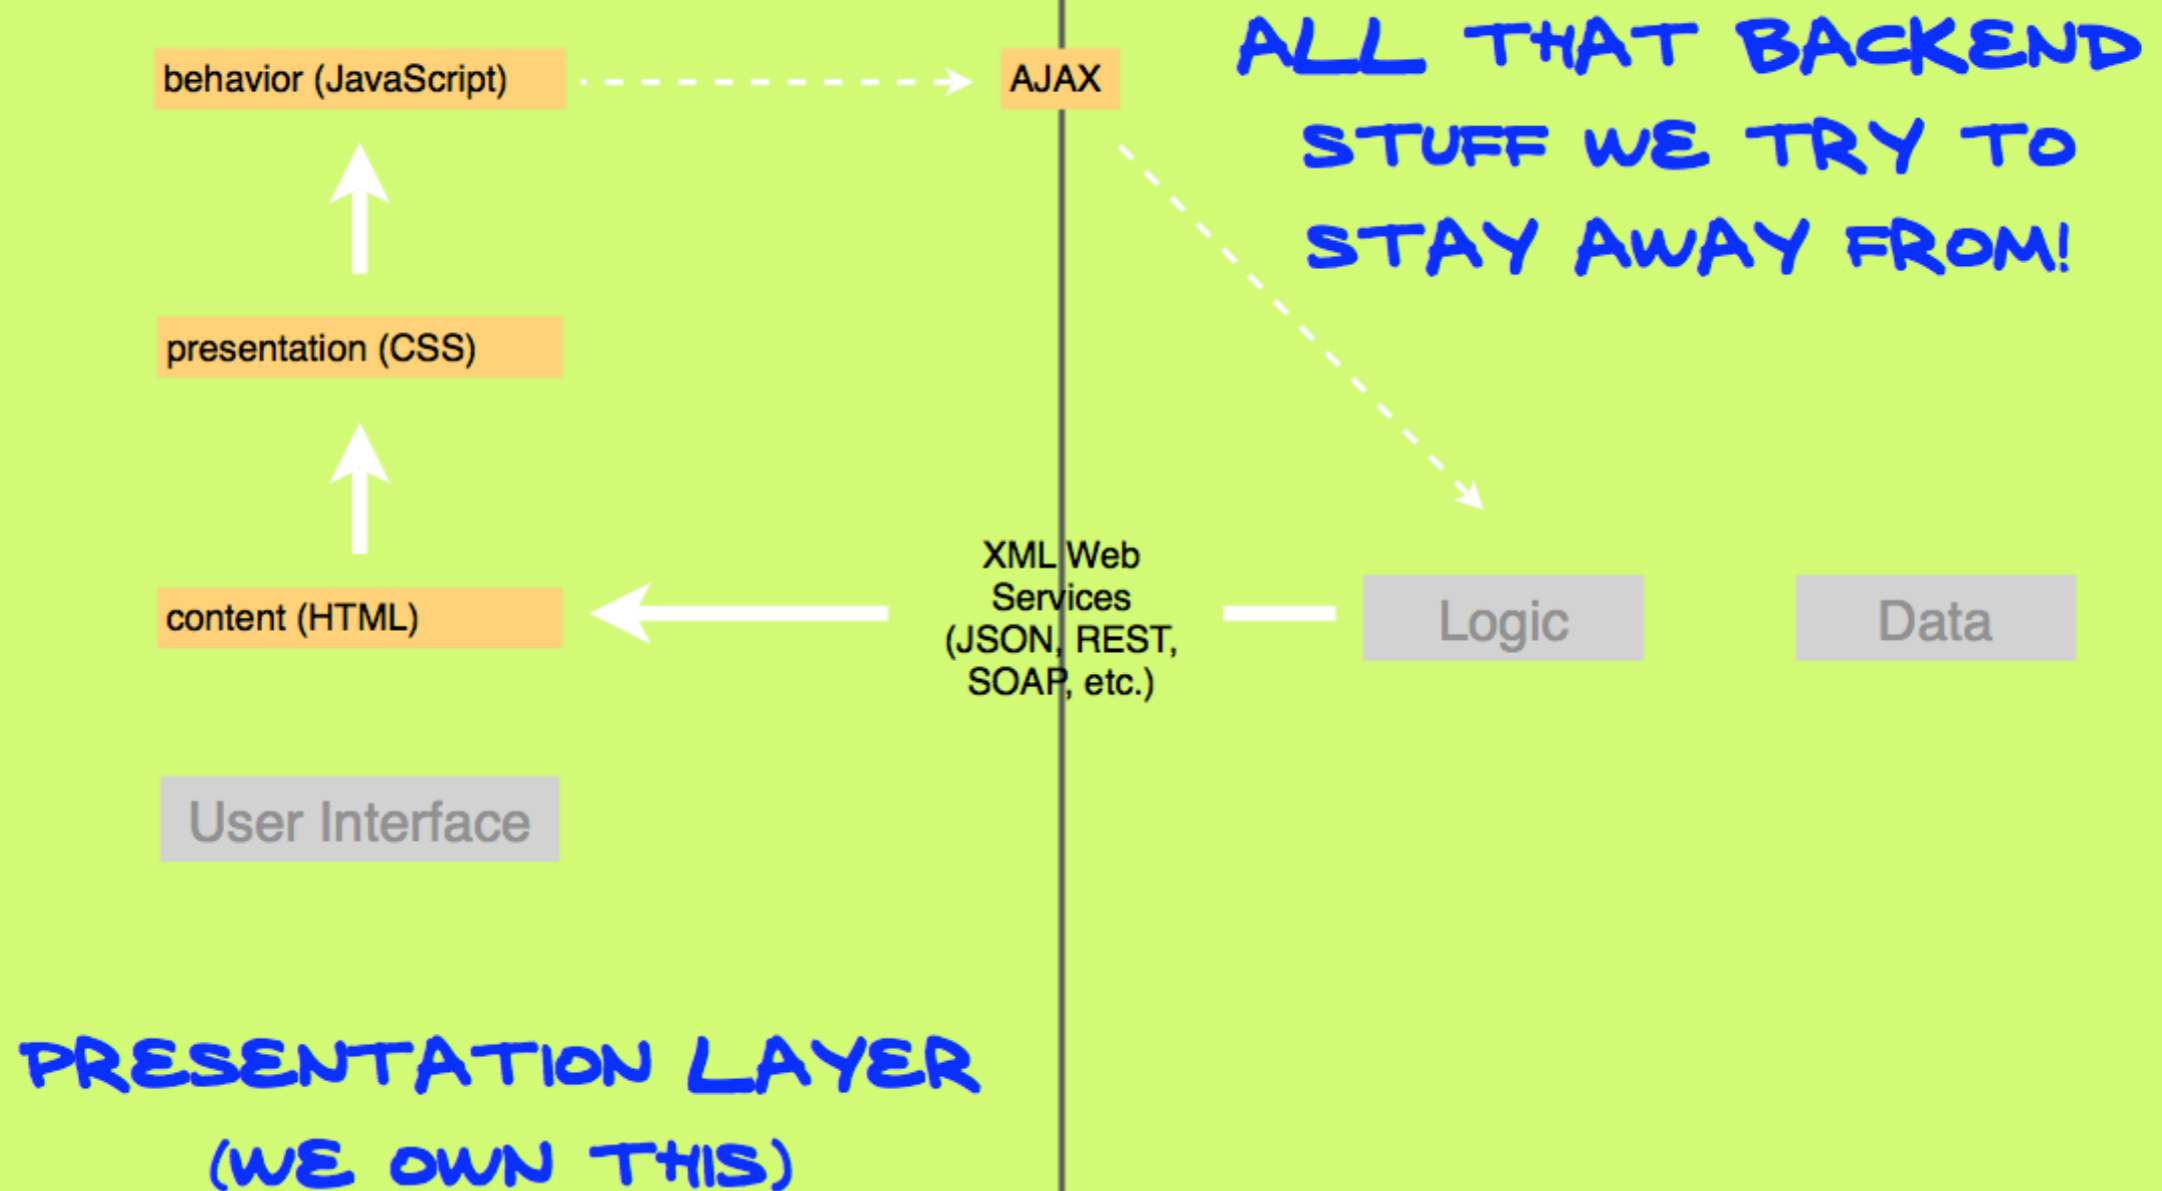 behavior (JavaScript)
AJAX
ALL THAT BACKEND
STUFF WE TRY TO
STAY AWAY FROM!
presentation (CSS)
XML Web
Services
(JSON, REST,
SOAP, etc.)
content (HTML)
Logic
Data
User Interface
PRESENTATION LAYER
(WE OWN THIS)